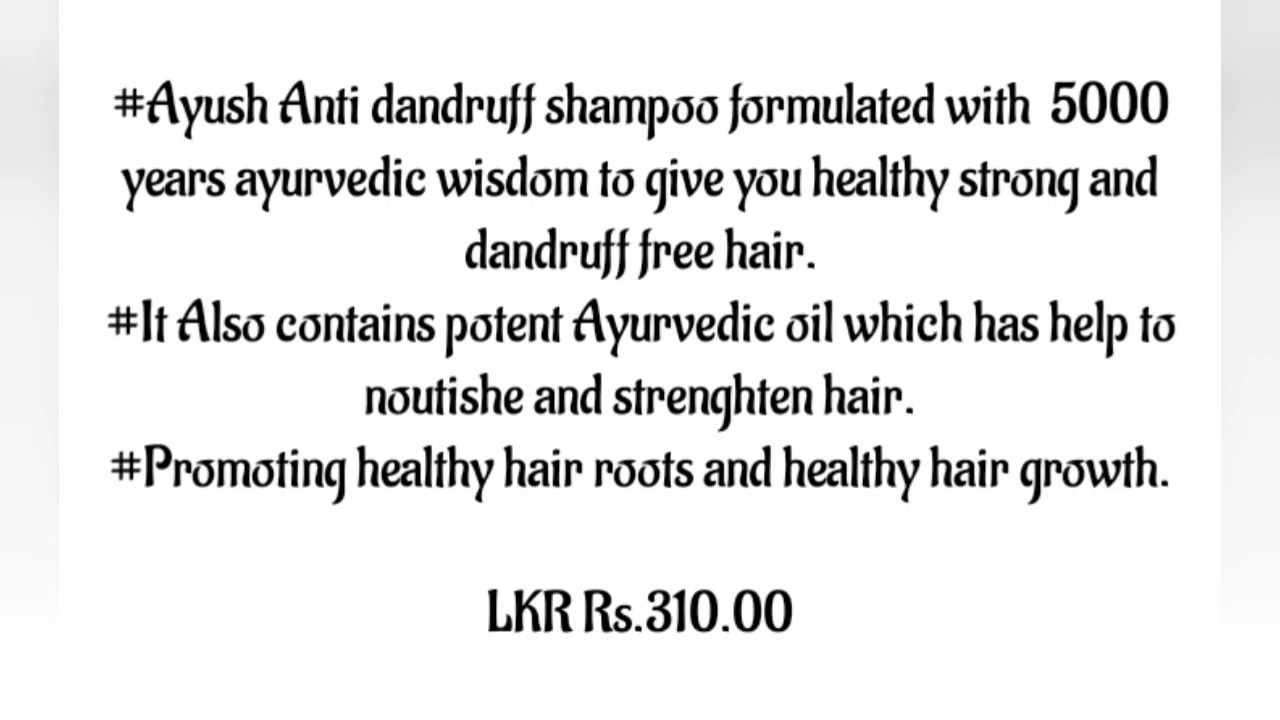 #Ayush Anti dandruff shampoo formulated with 5000
years ayurvedic wisdom to give you healthy strong and
dandruff free hair.
#It Also contains potent Ayurvedic oil which has help to
noutishe and strenghten hair.
#Promoting healthy hair roots and healthy hair growth.
LKR Rs.310.00